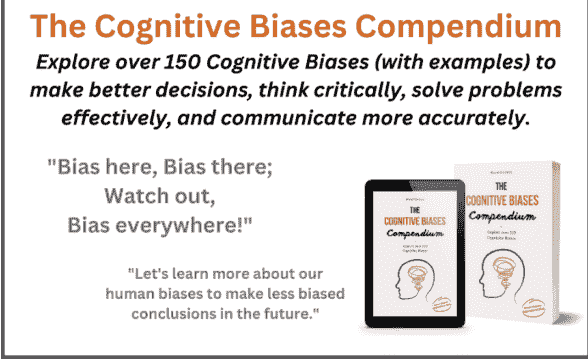 The Cognitive Biases Compendium
Explore over 150 Cognitive Biases (with examples) to
make better decisions, think critically, solve problems
effectively, and communicate more accurately.
"Bias here, Bias there;
Watch out,
Bias everywhere!"
"Let's learn more about our
human biases to make less biased
conclusions in the future."
THE
COGNITIVE BIASES
Compendium
THE
COGNITIVE BIASES
Compendium